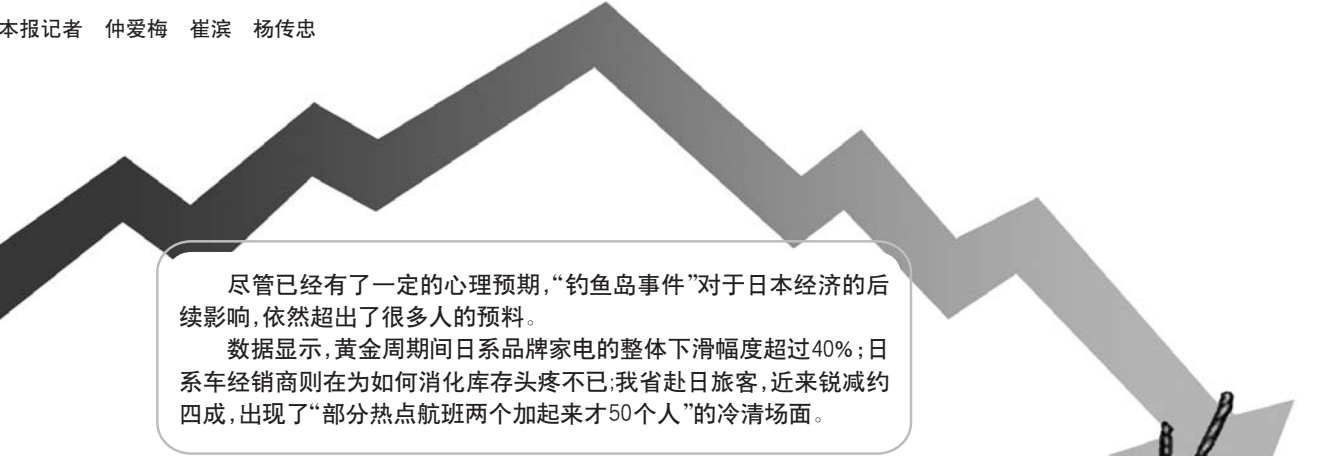 本报记者　仲爱梅　崔滨　杨传忠
尽管已经有了一定的心理预期，“钓鱼岛事件”对于日本经济的后
续影响，依然超出了很多人的预料。
数据显示，黄金周期间日系品牌家电的整体下滑幅度超过40%；日
系车经销商则在为如何消化库存头疼不已；我省赴日旅客，近来锐减约
四成，出现了“部分热点航班两个加起来才50个人”的冷清场面。